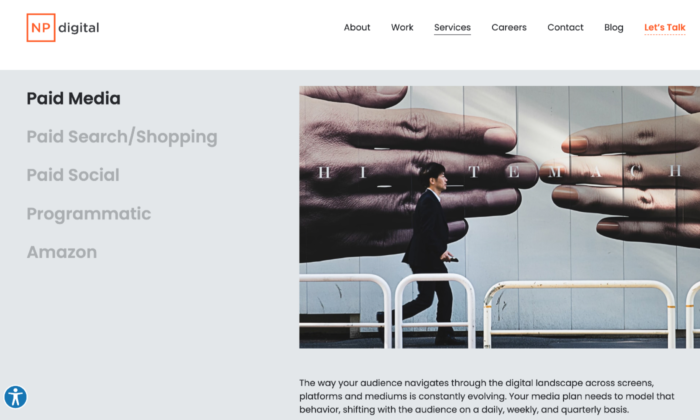 NP digital
About Work Services Careers Contact Blog Let's Talk
Paid Media
Paid Search/Shopping
Paid Social
Programmatic
Amazon
HI TEMACH
The way your audience navigates through the digital landscape across screens,
platforms and mediums is constantly evolving. Your media plan needs to model that
behavior, shifting with the audience on a daily, weekly, and quarterly basis.